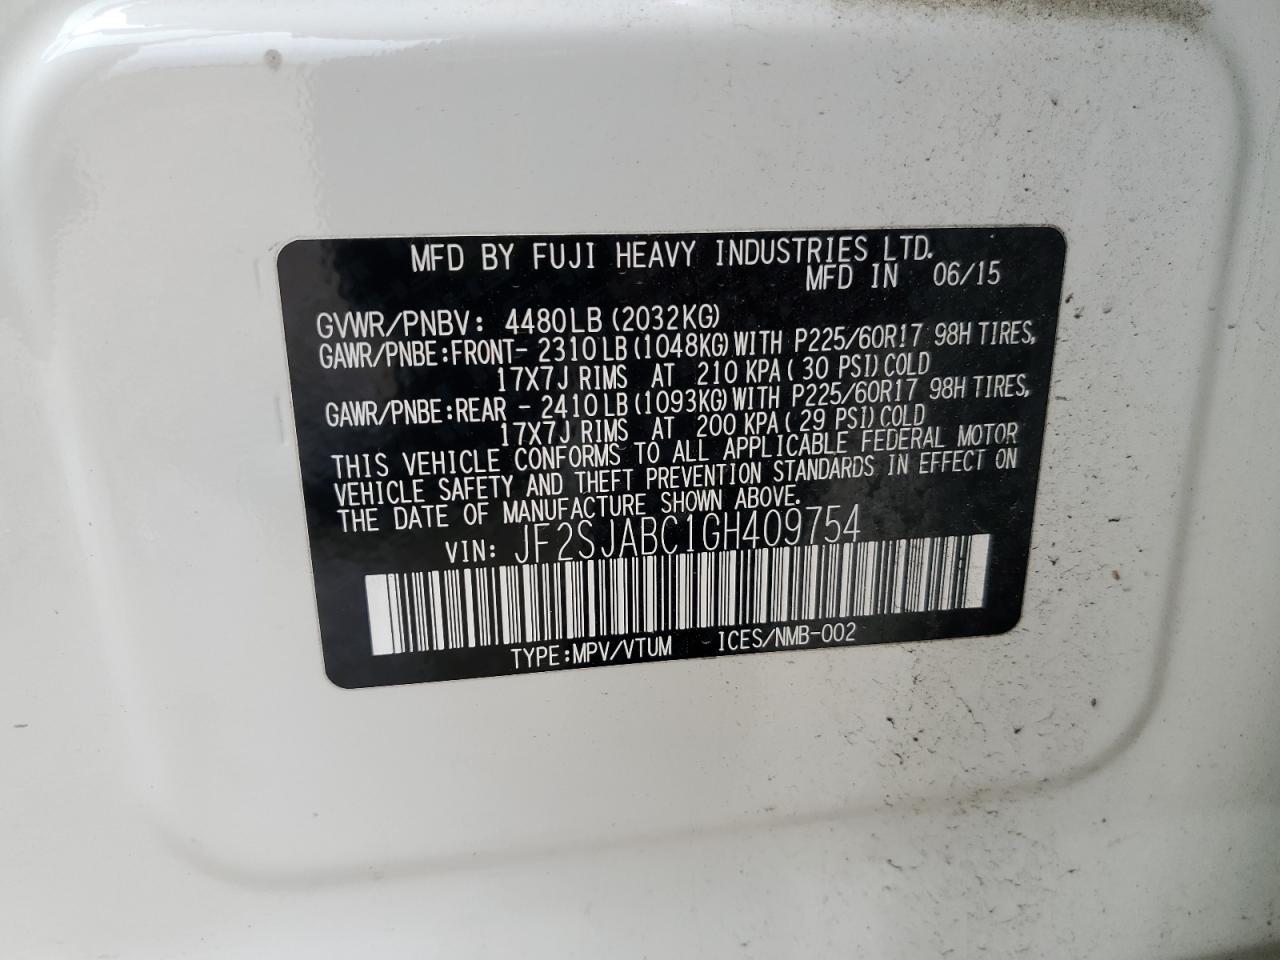 MFD BY FUJI HEAVY INDUSTRIES LTD.
MFD IN 06/15
GVWR/PNBV: 4480LB(2032KG)
GAWR/PNBE:FRONT- 2310LB(1048KG)WITH P225/60R17 98H TIRES,
17X7J RIMS AT 210 KPA( 30 PSI)COLD
GAWR/PNBE:REAR - 2410LB(1093KG)WITH P225/60R17 98H TIRES,
17X7J RIMS AT 200 KPA( 29 PSI)COLD
THIS VEHICLE CONFORMS TO ALL APPLICABLE FEDERAL MOTOR
VEHICLE SAFETY AND THEFT PREVENTION STANDARDS IN EFFECT ON
THE DATE OF MANUFACTURE SHOWN ABOVE.
VIN: JF2SJABC1GH409754
TYPE:MPV/VTUM ICES/NMB-002